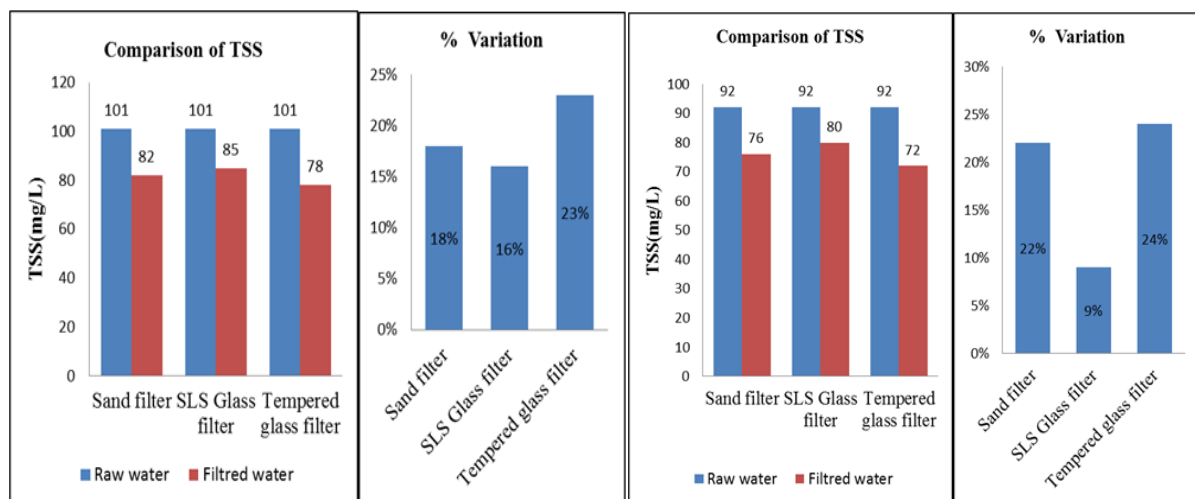 Comparison of TSS
TSS(mg/L)
120
100
80
60
40
20
0
101
82
101
85
101
78
Sand filter
SLS Glass
filter
Tempered
glass filter
Raw water
Filtred water
% Variation
25%
20%
15%
10%
5%
0%
18%
16%
23%
Sand filter
SLS Glass filter
Tempered glass filter
Comparison of TSS
TSS(mg/L)
100
90
80
70
60
50
40
30
20
10
0
92
76
92
80
92
72
Sand filter
SLS Glass
filter
Tempered
glass filter
Raw water
Filtred water
% Variation
30%
25%
20%
15%
10%
5%
0%
22%
9%
24%
Sand filter
SLS Glass filter
Tempered glass filter